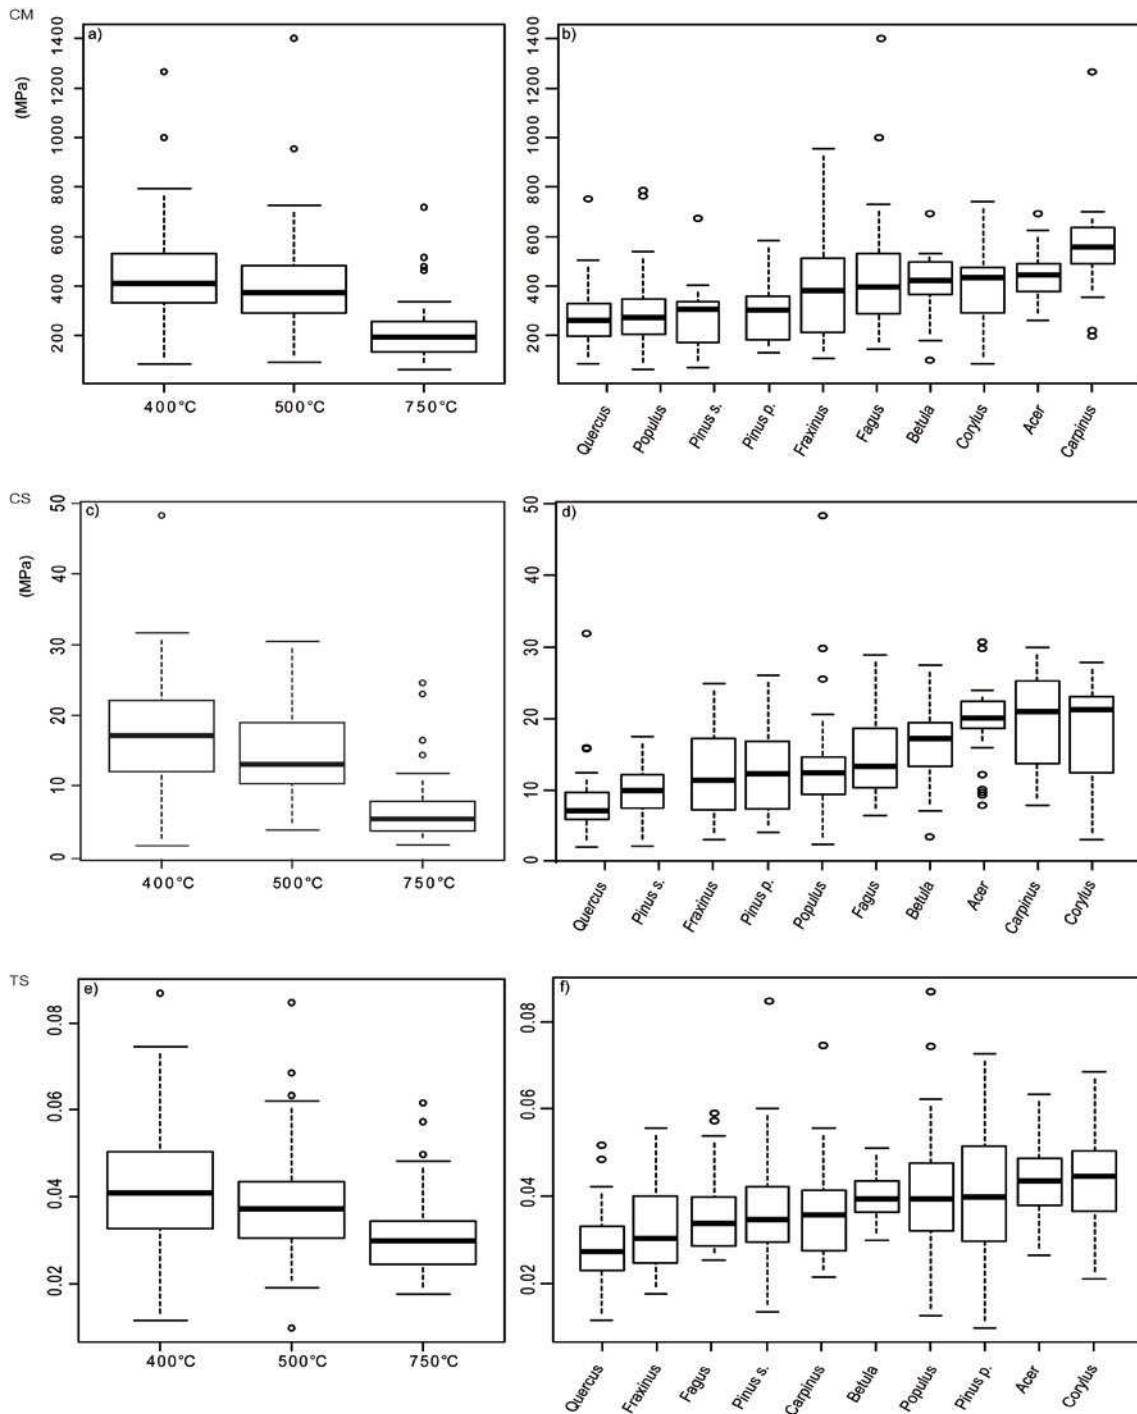 CM
a)
b)
(MPa)
1400
1200
1000
800
600
400
200
1400
1200
1000
800
600
400
200
400°C 500°C 750°C
Quercus Populus Pinus s. Pinus p. Fraxinus Fagus Betula Corylus Acer Carpinus
CS
c)
d)
(MPa)
50
40
30
20
10
0
50
40
30
20
10
0
400°C 500°C 750°C
Quercus Pinus s. Fraxinus Pinus p. Populus Fagus Betula Acer Carpinus Corylus
TS
e)
f)
0.08
0.06
0.04
0.02
0.08
0.06
0.04
0.02
400°C 500°C 750°C
Quercus Fraxinus Fagus Pinus s. Carpinus Betula Populus Pinus p. Acer Corylus